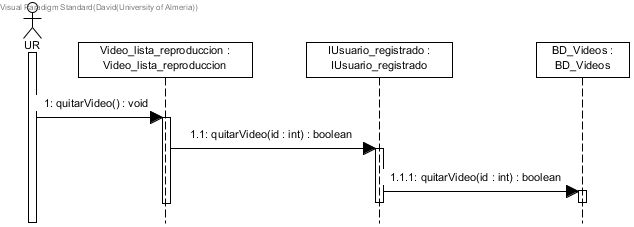 Visual Paradigm Standard(David(University of Almeria))
UR
Video_lista_reproduccion :
Video_lista_reproduccion
IUsuario_registrado :
IUsuario_registrado
BD_Videos :
BD_Videos
1: quitarVideo() : void
1.1: quitarVideo(id : int) : boolean
1.1.1: quitarVideo(id : int) : boolean